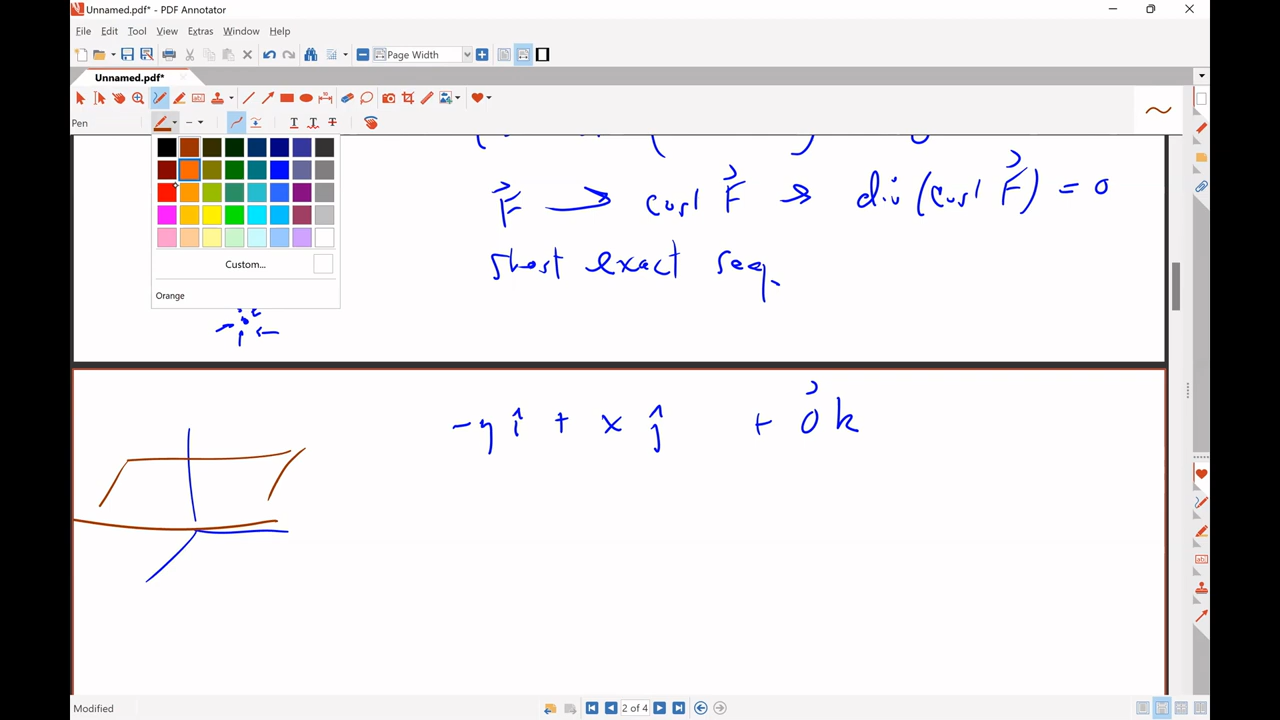 Unnamed.pdf* - PDF Annotator
File Edit Tool View Extras Window Help
Page Width
Unnamed.pdf*
Pen
T T T
Custom...
Orange
F⃗ → curl F⃗ → div (curl F⃗) = 0
short exact seq.
-y î + x ĵ + 0⃗ k
Modified
2 of 4